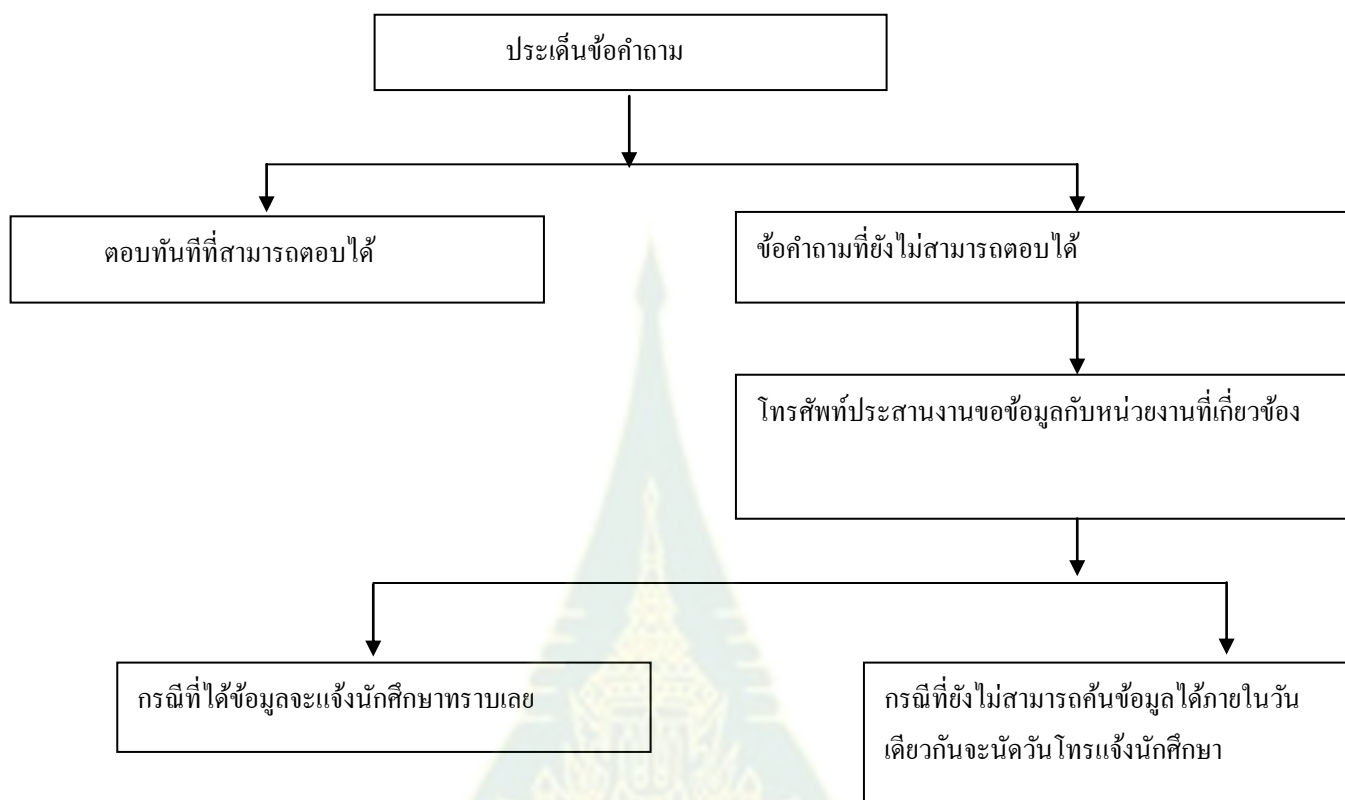 ประเด็นข้อคำถาม
ตอบทันทีที่สามารถตอบได้
ข้อคำถามที่ยังไม่สามารถตอบได้
โทรศัพท์ประสานงานขอข้อมูลกับหน่วยงานที่เกี่ยวข้อง
กรณีที่ได้ข้อมูลจะแจ้งนักศึกษาทราบเลย
กรณีที่ยังไม่สามารถค้นข้อมูลได้ภายในวัน
เดียวกันจะนัดวันโทรแจ้งนักศึกษา